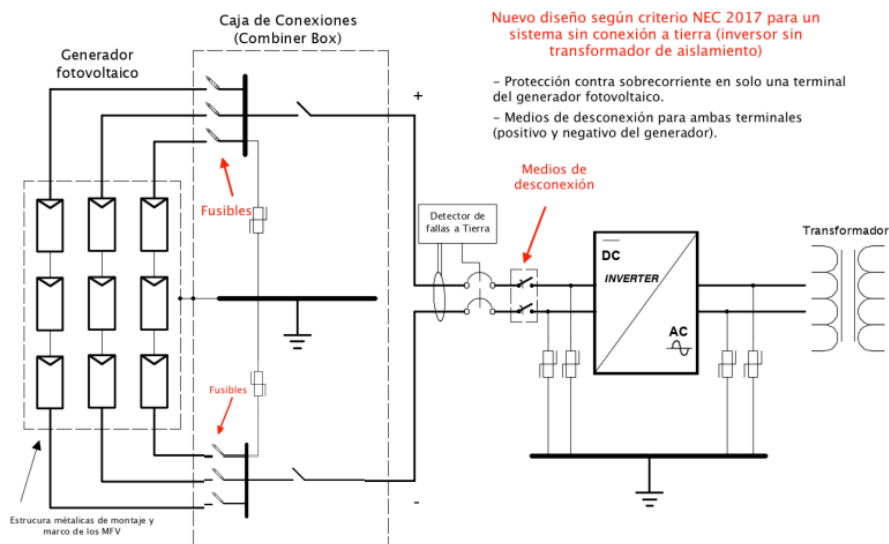 Caja de Conexiones
(Combiner Box)
Generador
fotovoltaico
Nuevo diseño según criterio NEC 2017 para un
sistema sin conexión a tierra (inversor sin
transformador de aislamiento)
- Protección contra sobrecorriente en solo una terminal
del generador fotovoltaico.
- Medios de desconexión para ambas terminales
(positivo y negativo del generador).
+
Medios de
desconexión
Fusibles
Detector de
fallas a Tierra
Transformador
DC
INVERTER
AC
Fusibles
-
Estrucura métalicas de montaje y
marco de los MFV